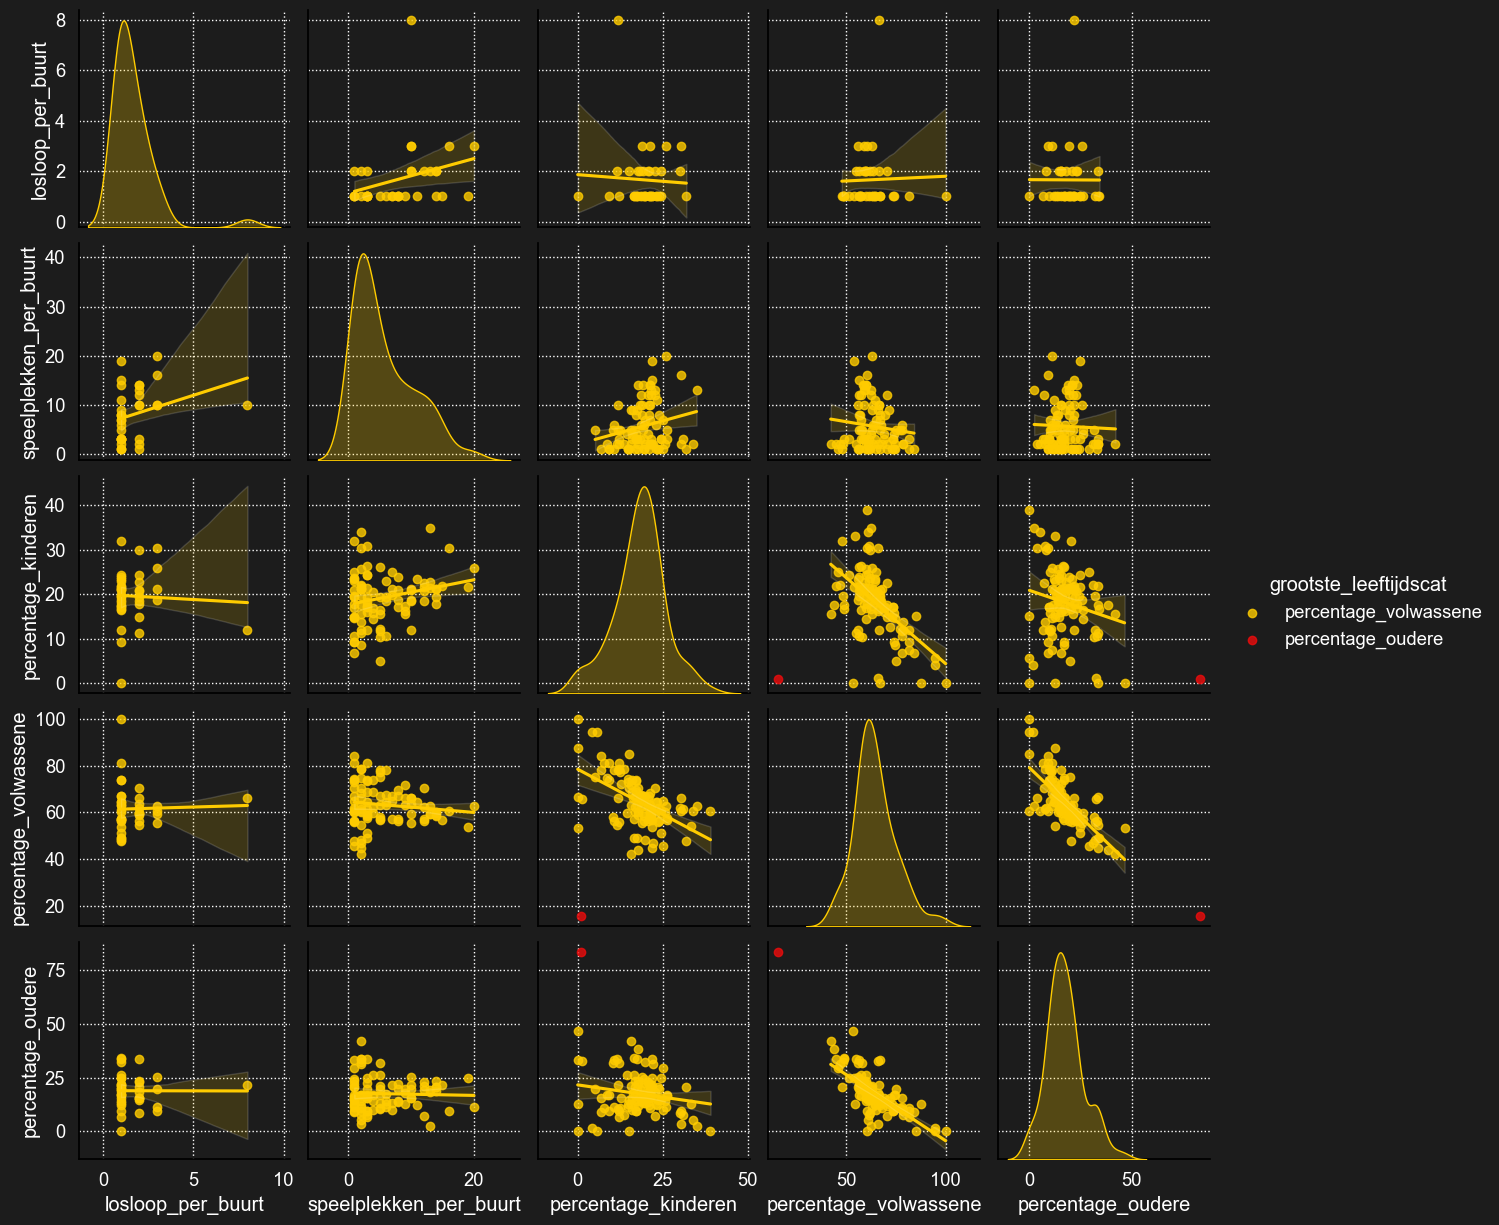 losloop_per_buurt
8
6
4
2
0
speelplekken_per_buurt
40
30
20
10
0
percentage_kinderen
40
30
20
10
0
grootste_leeftijdscat
percentage_volwassene
percentage_oudere
percentage_volwassene
100
80
60
40
20
percentage_oudere
75
50
25
0
0 5 10 0 20 0 25 50 50 100 0 50
losloop_per_buurt speelplekken_per_buurt percentage_kinderen percentage_volwassene percentage_oudere